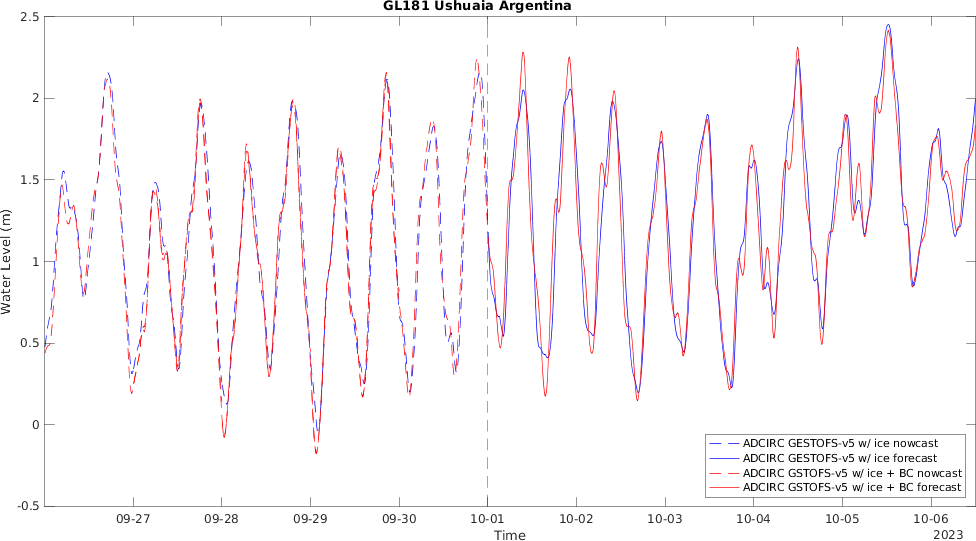 GL181 Ushuaia Argentina
2.5
2
1.5
1
0.5
0
-0.5
Water Level (m)
09-27 09-28 09-29 09-30 10-01 10-02 10-03 10-04 10-05 10-06
Time
2023
ADCIRC GESTOFS-v5 w/ ice nowcast
ADCIRC GESTOFS-v5 w/ ice forecast
ADCIRC GSTOFS-v5 w/ ice + BC nowcast
ADCIRC GSTOFS-v5 w/ ice + BC forecast